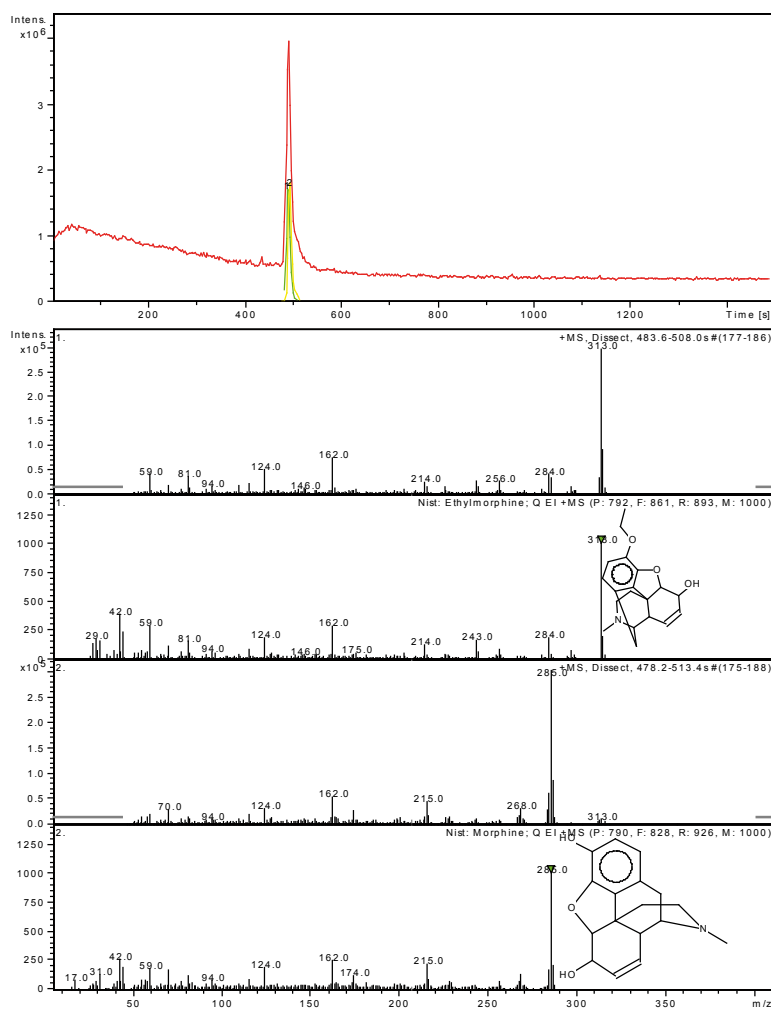 Intens.
x10⁶
3
2
1
0
1 2
200 400 600 800 1000 1200 Time [s]
Intens.
x10⁵
1.
+MS, Dissect, 483.6-508.0s #(177-186)
313.0
2.5
2.0
1.5
1.0
0.5
0.0
59.0 81.0 94.0 124.0 146.0 162.0 214.0 256.0 284.0
1.
Nist: Ethylmorphine; Q EI +MS (P: 792, F: 861, R: 893, M: 1000)
1250
1000
750
500
250
0
29.0 42.0 59.0 81.0 94.0 124.0 146.0 162.0 175.0 214.0 243.0 284.0 313.0
O
O
OH
N
x10⁵
2.
+MS, Dissect, 478.2-513.4s #(175-188)
285.0
2.5
2.0
1.5
1.0
0.5
0.0
70.0 94.0 124.0 162.0 215.0 268.0 313.0
2.
Nist: Morphine; Q EI +MS (P: 790, F: 828, R: 926, M: 1000)
1250
1000
750
500
250
0
17.0 31.0 42.0 59.0 94.0 124.0 162.0 174.0 215.0 285.0
HO
O
N
HO
50 100 150 200 250 300 350 m/z